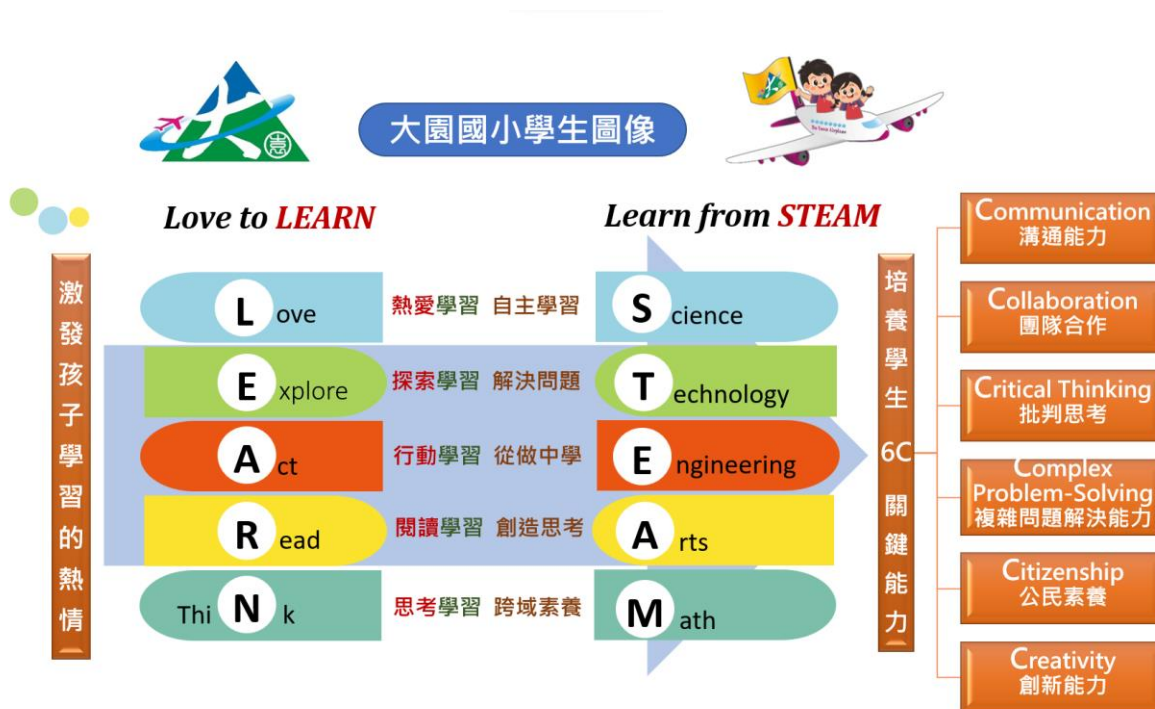 大園國小學生圖像
Love to LEARN
Learn from STEAM
激發孩子學習的熱情
Love
熱愛學習 自主學習
Science
Explore
探索學習 解決問題
Technology
Act
行動學習 從做中學
Engineering
Read
閱讀學習 創造思考
Arts
ThiNk
思考學習 跨域素養
Math
培養學生6C關鍵能力
Communication
溝通能力
Collaboration
團隊合作
Critical Thinking
批判思考
Complex
Problem-Solving
複雜問題解決能力
Citizenship
公民素養
Creativity
創新能力